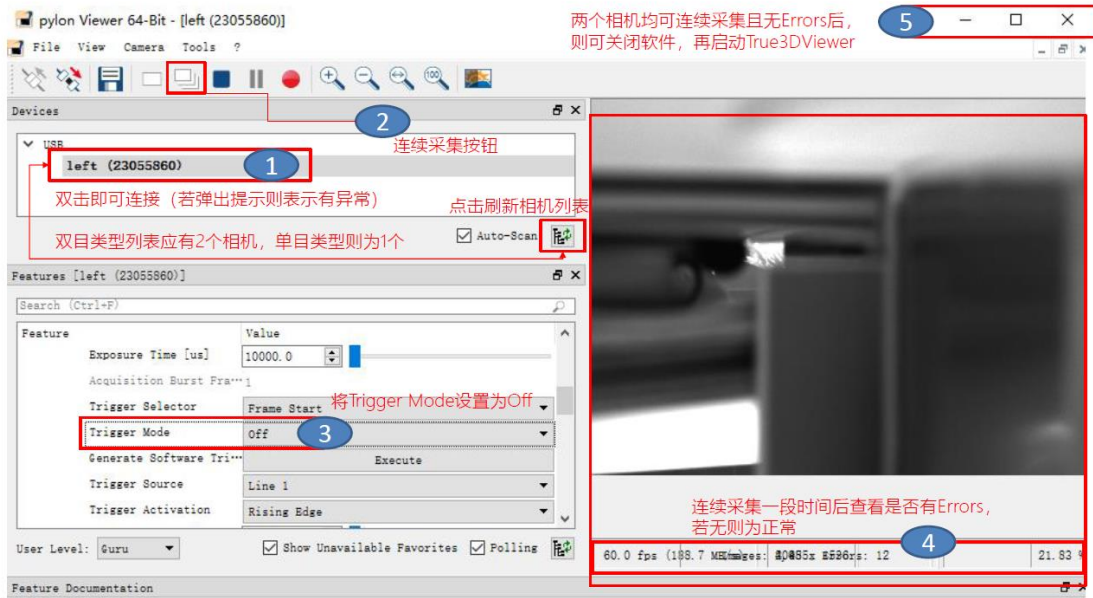 pylon Viewer 64-Bit - [left (23055860)]
两个相机均可连续采集且无Errors后，
则可关闭软件，再启动True3DViewer
5
File View Camera Tools ?
100
Devices
2
连续采集按钮
USB
left (23055860)
1
双击即可连接（若弹出提示则表示有异常）
点击刷新相机列表
双目类型列表应有2个相机，单目类型则为1个
Auto-Scan
Features [left (23055860)]
Search (Ctrl+F)
Feature Value
Exposure Time [us] 10000.0
Acquisition Burst Fra… 1
将Trigger Mode设置为Off
Trigger Selector Frame Start
Trigger Mode Off
3
Generate Software Tri… Execute
Trigger Source Line 1
Trigger Activation Rising Edge
连续采集一段时间后查看是否有Errors，
若无则为正常
4
User Level: Guru Show Unavailable Favorites Polling
60.0 fps (188.7 12
21.83
Feature Documentation